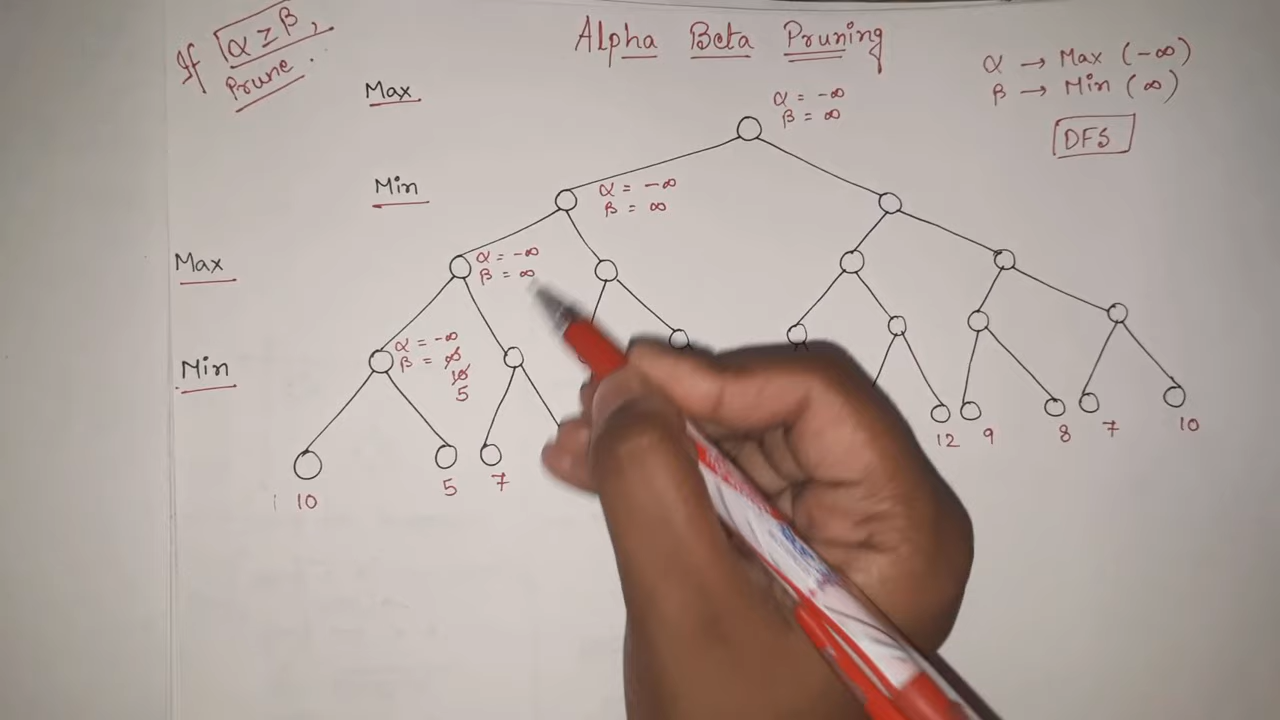 If α ≥ β,
Prune.
Alpha Beta Pruning
α → Max (-∞)
β → Min (∞)
DFS
Max
α = -∞
β = ∞
Min
α = -∞
β = ∞
Max
α = -∞
β = ∞
Min
α = -∞
β = ∞
10
5
10
5
7
12
9
8
7
10